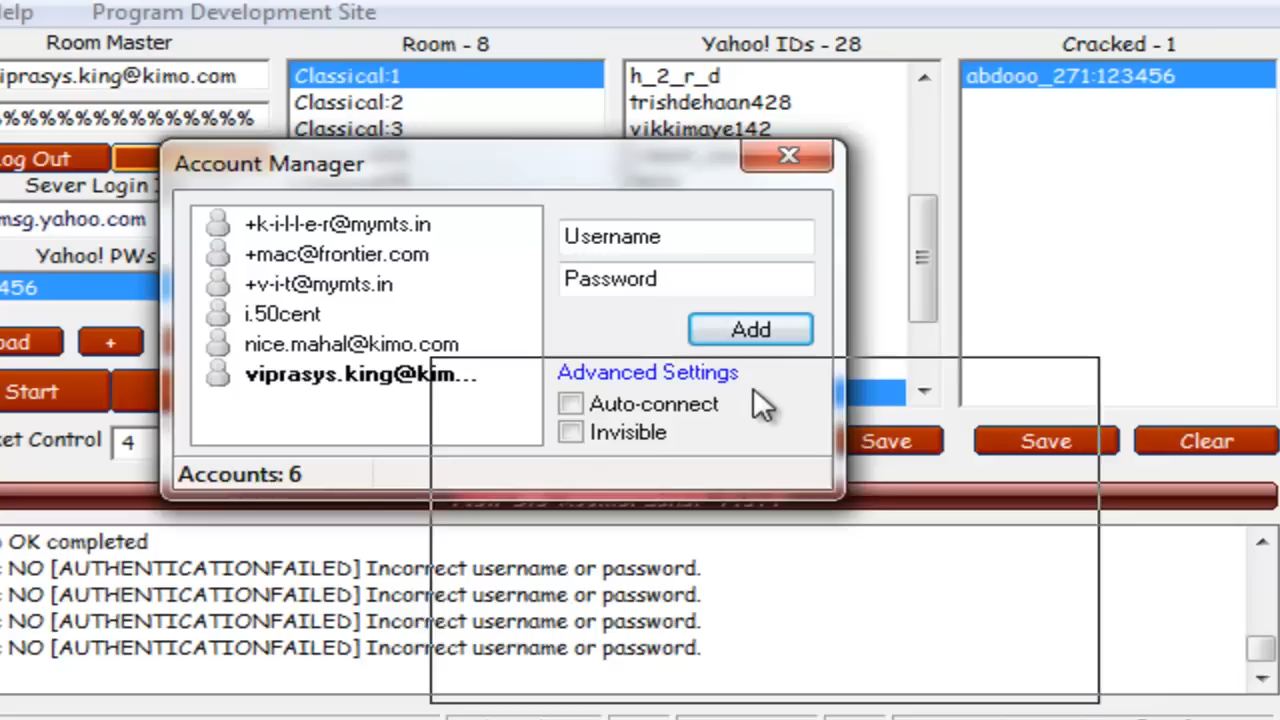 Help Program Development Site
Room Master
viprasys.king@kimo.com
%%%%%%%%%%%%%%
Log Out
Sever Login
msg.yahoo.com
Yahoo! PWs
456
oad
+
Start
ket Control 4
Room - 8
Classical:1
Classical:2
Classical:3
Yahoo! IDs - 28
h_2_r_d
trishdehaan428
vikkimaye142
Cracked - 1
abdooo_271:123456
Account Manager
+k-i-l-l-e-r@mymts.in
+mac@frontier.com
+v-i-t@mymts.in
i.50cent
nice.mahal@kimo.com
viprasys.king@kim...
Username
Password
Add
Advanced Settings
Auto-connect
Invisible
Accounts: 6
Save
Save
Clear
OK completed
: NO [AUTHENTICATIONFAILED] Incorrect username or password.
: NO [AUTHENTICATIONFAILED] Incorrect username or password.
: NO [AUTHENTICATIONFAILED] Incorrect username or password.
: NO [AUTHENTICATIONFAILED] Incorrect username or password.